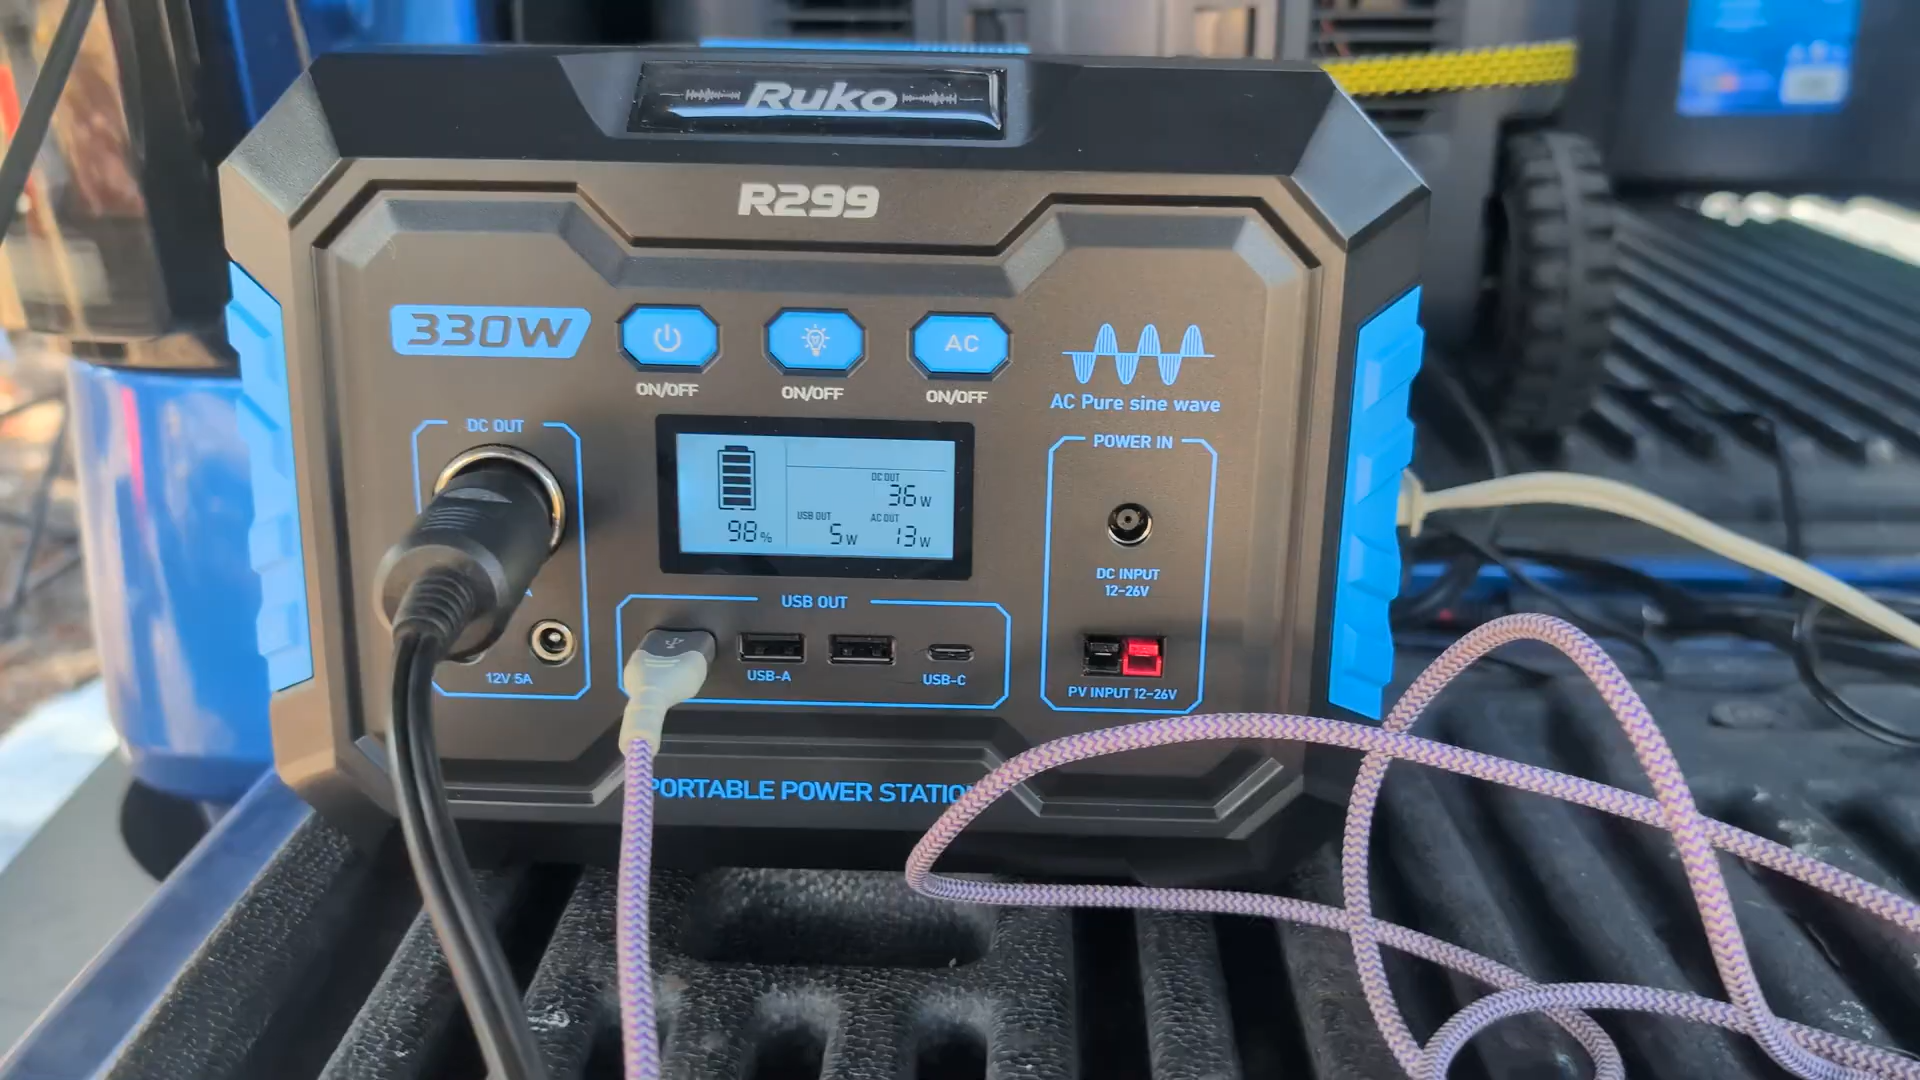 Ruko
R299
330W
AC
ON/OFF
ON/OFF
ON/OFF
AC Pure sine wave
DC OUT
POWER IN
DC OUT
36W
98%
USB OUT
5W
AC OUT
13W
DC INPUT
12-26V
A
12V 5A
USB OUT
USB-A
USB-C
PV INPUT 12-26V
PORTABLE POWER STATIO